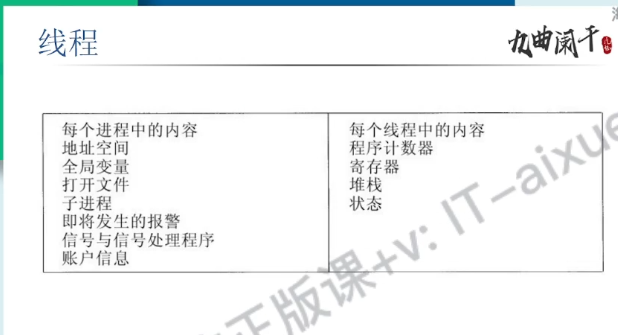 线程
九曲阑干
每个进程中的内容
地址空间
全局变量
打开文件
子进程
即将发生的报警
信号与信号处理程序
账户信息
每个线程中的内容
程序计数器
寄存器
堆栈
状态
正版课+v: IT-aixue